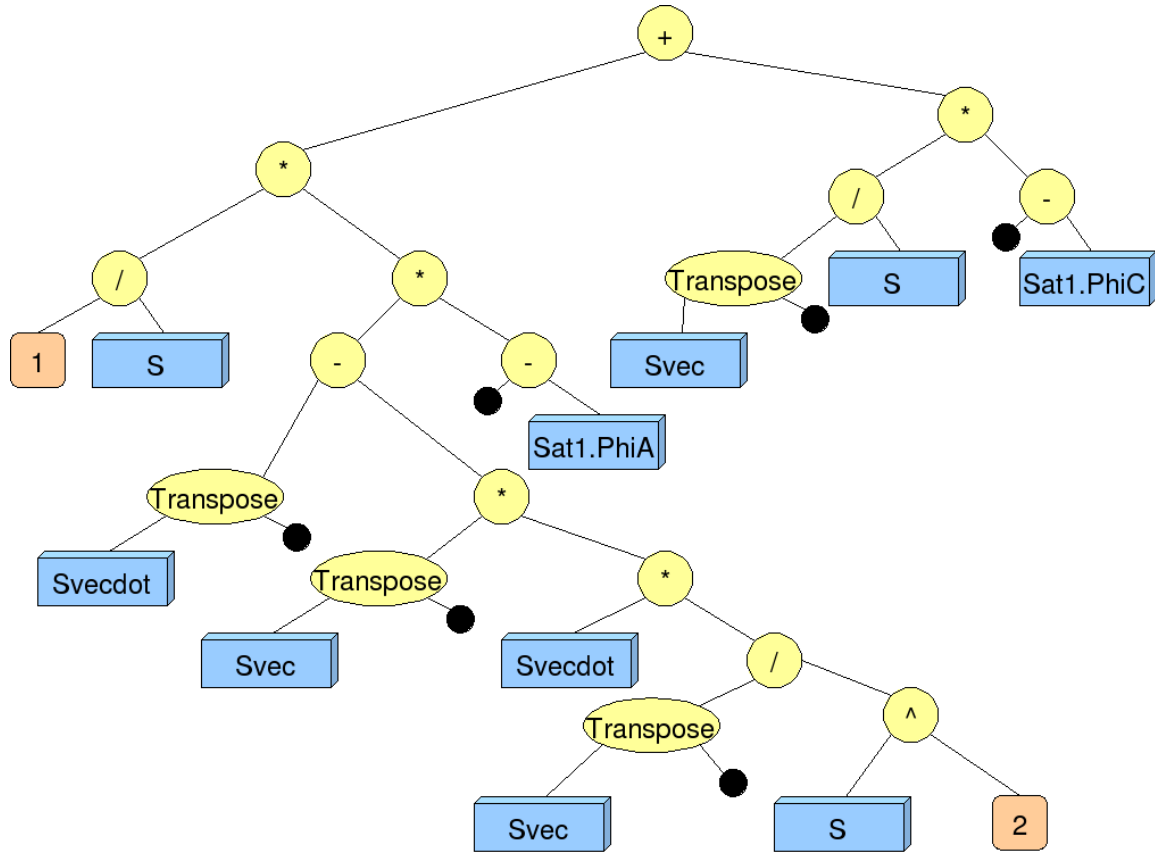 +
*
*
/
-
/
*
Transpose
S
Sat1.PhiC
1
S
-
-
Svec
Sat1.PhiA
Transpose
*
Svecdot
Transpose
*
Svec
Svecdot
/
Transpose
^
Svec
S
2